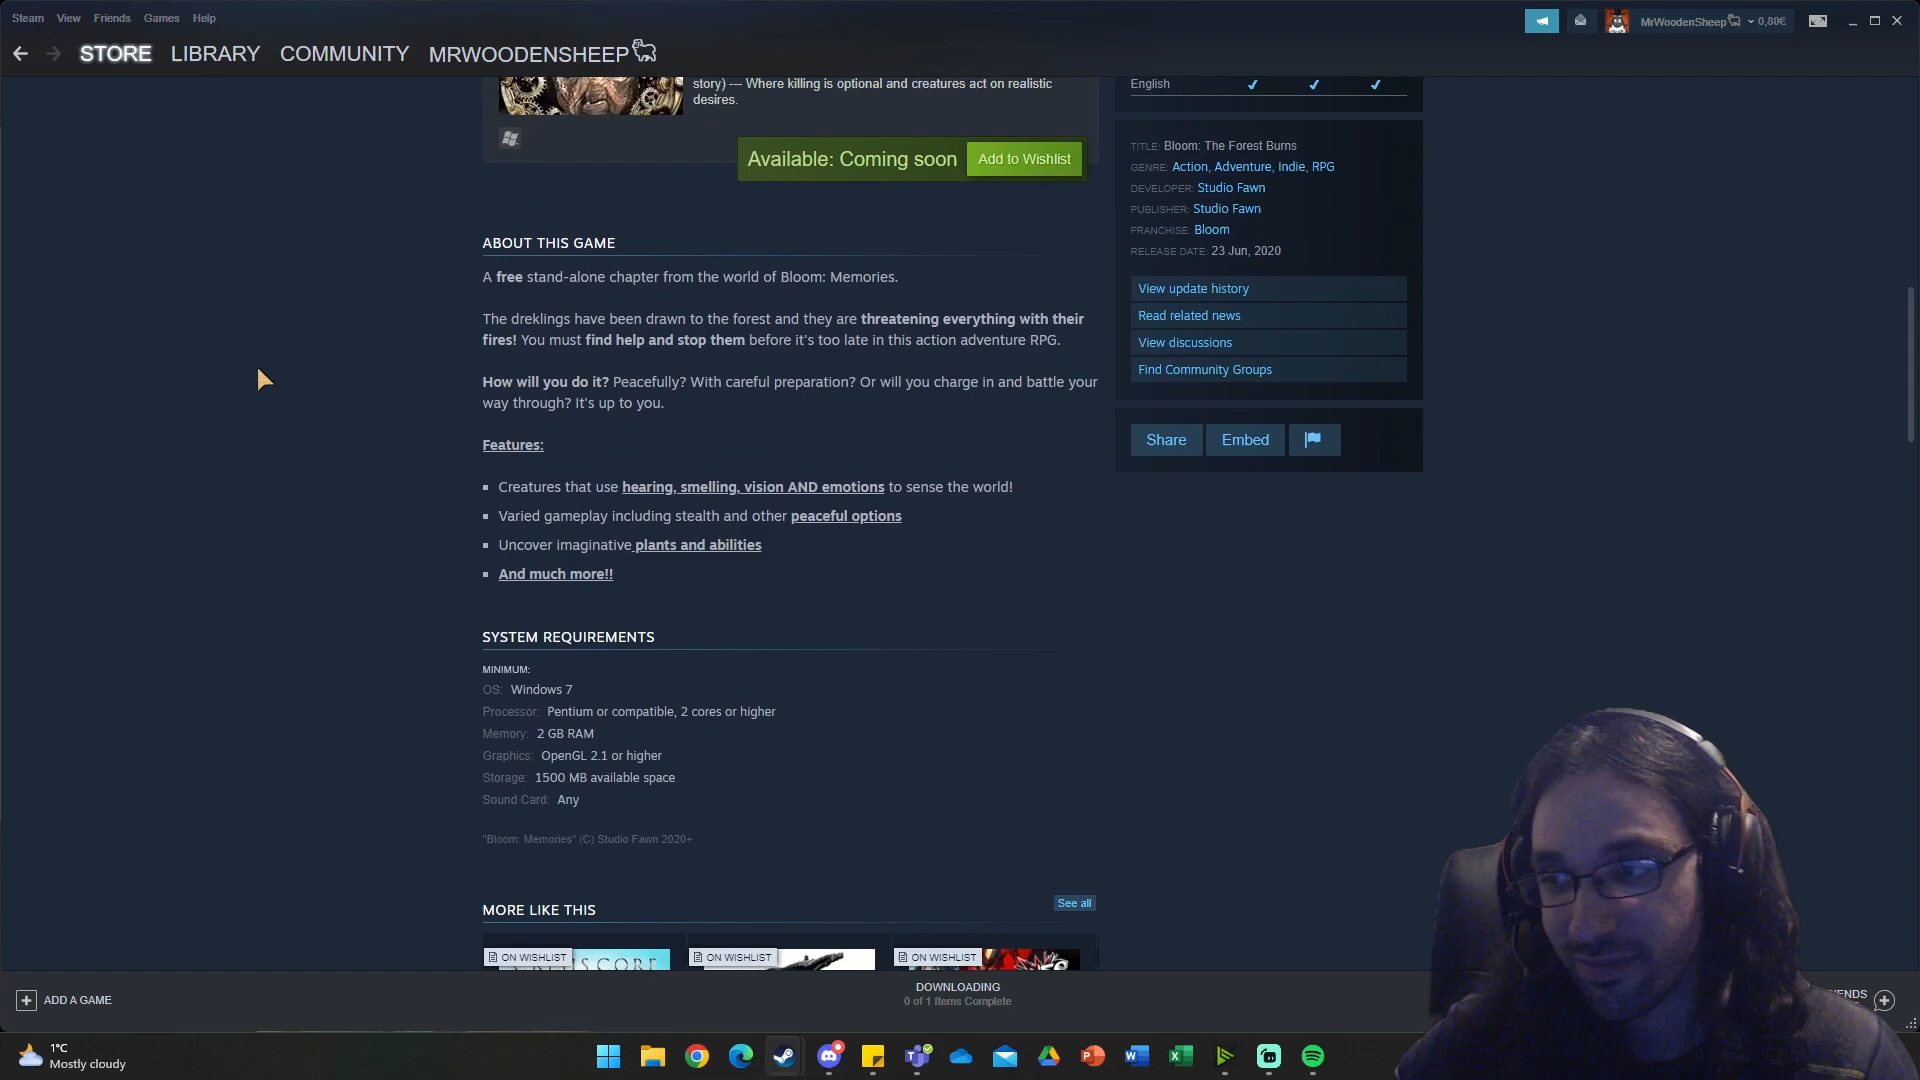 Steam View Friends Games Help
MrWoodenSheep 0,80€
STORE LIBRARY COMMUNITY MRWOODENSHEEP
story) --- Where killing is optional and creatures act on realistic
desires.
Available: Coming soon Add to Wishlist
ABOUT THIS GAME
A free stand-alone chapter from the world of Bloom: Memories.
The dreklings have been drawn to the forest and they are threatening everything with their
fires! You must find help and stop them before it's too late in this action adventure RPG.
How will you do it? Peacefully? With careful preparation? Or will you charge in and battle your
way through? It's up to you.
Features:
Creatures that use hearing, smelling, vision AND emotions to sense the world!
Varied gameplay including stealth and other peaceful options
Uncover imaginative plants and abilities
And much more!!
SYSTEM REQUIREMENTS
MINIMUM:
OS: Windows 7
Processor: Pentium or compatible, 2 cores or higher
Memory: 2 GB RAM
Graphics: OpenGL 2.1 or higher
Storage: 1500 MB available space
Sound Card: Any
"Bloom: Memories" (C) Studio Fawn 2020+
MORE LIKE THIS See all
ON WISHLIST ON WISHLIST ON WISHLIST
English
TITLE: Bloom: The Forest Burns
GENRE: Action, Adventure, Indie, RPG
DEVELOPER: Studio Fawn
PUBLISHER: Studio Fawn
FRANCHISE: Bloom
RELEASE DATE: 23 Jun, 2020
View update history
Read related news
View discussions
Find Community Groups
Share Embed
ADD A GAME
DOWNLOADING
0 of 1 Items Complete
1°C
Mostly cloudy